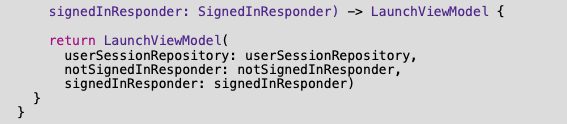 signedInResponder: SignedInResponder) -> LaunchViewModel {
return LaunchViewModel(
userSessionRepository: userSessionRepository,
notSignedInResponder: notSignedInResponder,
signedInResponder: signedInResponder)
}
}